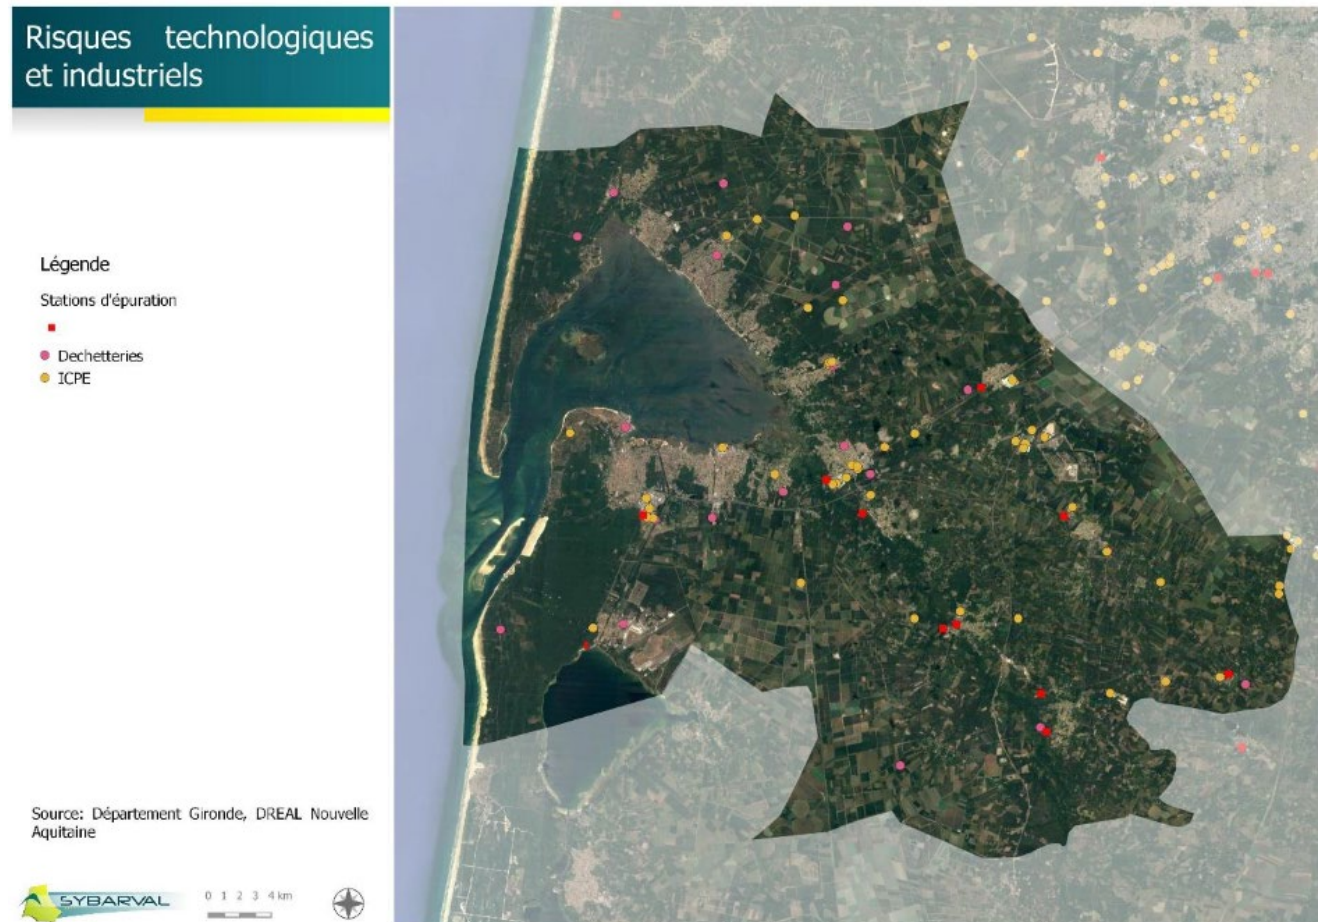 Risques technologiques
et industriels
Légende
Stations d'épuration
Dechetteries
ICPE
Source: Département Gironde, DREAL Nouvelle
Aquitaine
SYBARVAL
0 1 2 3 4 km